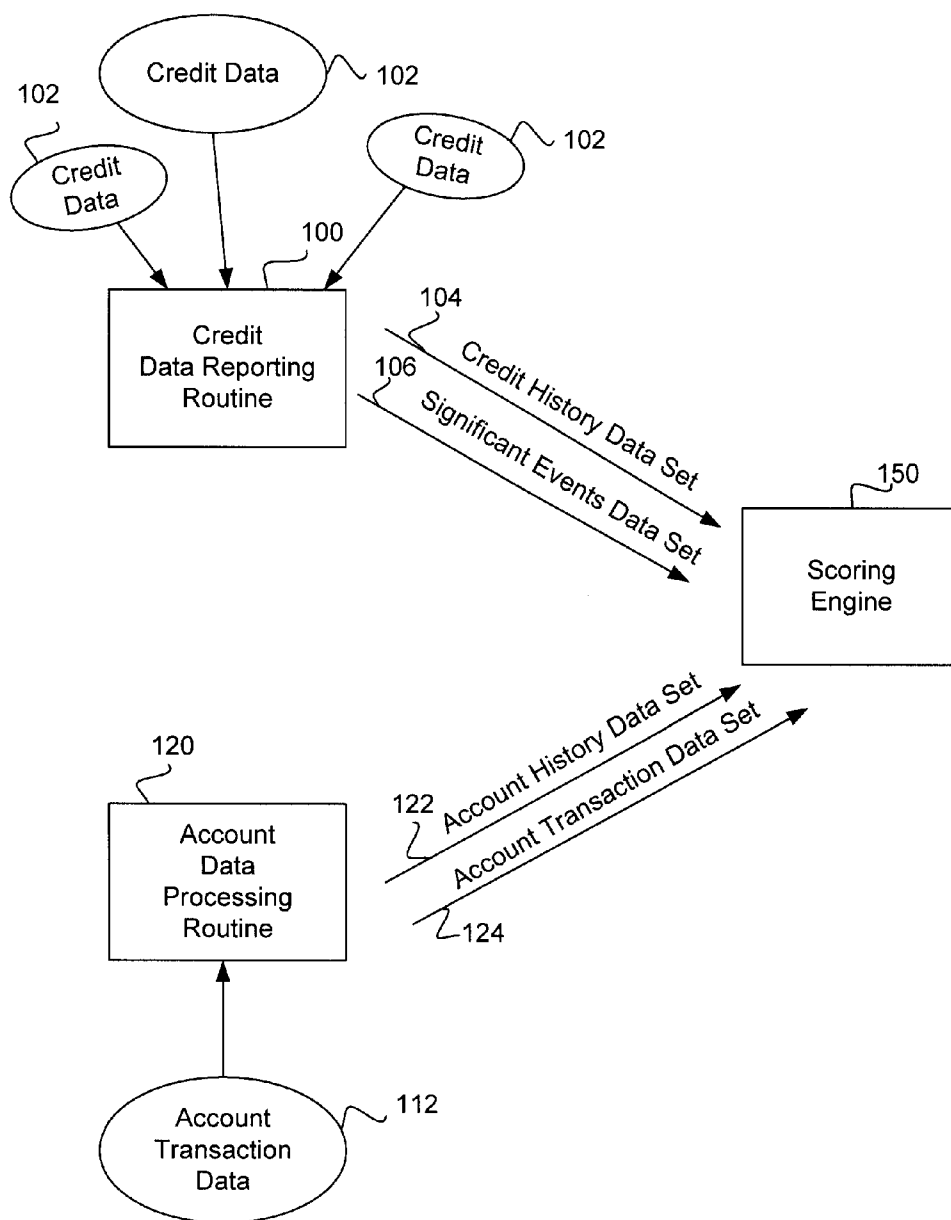 Credit Data
102
102
Credit
Data
102
Credit
Data
100
Credit
Data Reporting
Routine
104
Credit History Data Set
106
Significant Events Data Set
150
Scoring
Engine
120
Account
Data
Processing
Routine
122
Account History Data Set
Account Transaction Data Set
124
Account
Transaction
Data
112